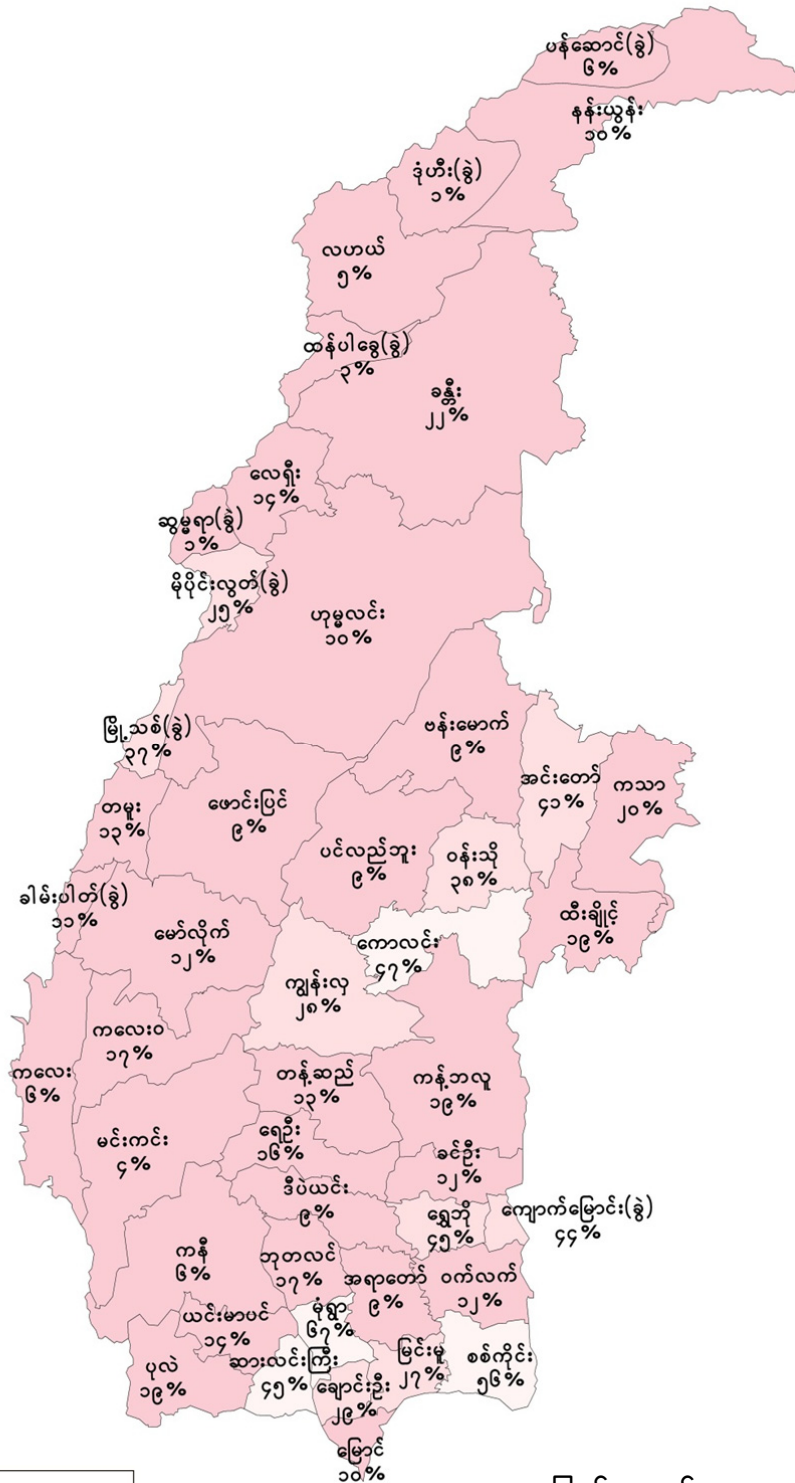 ပန်ဆောင်(ခွဲ)
၆%
နန်းယွန်း
၁၀%
ဒုံဟီး(ခွဲ)
၁%
လဟယ်
၅%
ထန်ပါခွေ(ခွဲ)
၃%
ခန္တီး
၂၂%
လေရှီး
၁၄%
ဆွမ္မရာ(ခွဲ)
၁%
မိုပိုင်းလွတ်(ခွဲ)
၂၅%
ဟုမ္မလင်း
၁၀%
မြို့သစ်(ခွဲ)
၃၇%
ဗန်းမောက်
၉%
အင်းတော်
၄၁%
ကသာ
၂၀%
တမူး
၁၃%
ဖောင်းပြင်
၉%
ပင်လည်ဘူး
၉%
ဝန်းသို
၃၈%
ခါမ်းပါတ်(ခွဲ)
၁၁%
မော်လိုက်
၁၂%
ကောလင်း
၄၇%
ထီးချိုင့်
၁၉%
ကျွန်းလှ
၂၈%
ကလေးဝ
၁၇%
ကလေး
၆%
တန့်ဆည်
၁၃%
ကန့်ဘလူ
၁၉%
မင်းကင်း
၄%
ရေဦး
၁၆%
ခင်ဦး
၁၂%
ဒီပဲယင်း
၉%
ရွှေဘို
၄၅%
ကျောက်မြောင်း(ခွဲ)
၄၄%
ကနီ
၆%
ဘုတလင်
၁၇%
အရာတော်
၉%
ဝက်လက်
၁၂%
ယင်းမာပင်
၁၄%
မုံရွာ
၆၇%
ပုလဲ
၁၉%
ဆားလင်းကြီး
၄၅%
ချောင်းဦး
၂၉%
မြင်းမူ
၂၇%
စစ်ကိုင်း
၅၆%
မြောင်
၁၀%